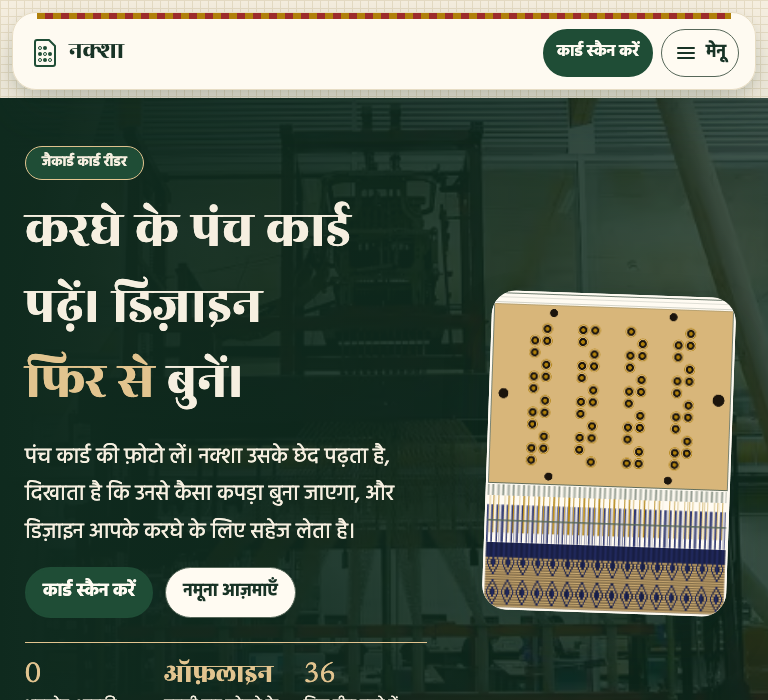 नक्शा
कार्ड स्कैन करें
मेनू
जैकार्ड कार्ड रीडर
करघे के पंच कार्ड
पढ़ें। डिज़ाइन
फिर से बुनें।
पंच कार्ड की फ़ोटो लें। नक्शा उसके छेद पढ़ता है,
दिखाता है कि उनसे कैसा कपड़ा बुना जाएगा, और
डिज़ाइन आपके करघे के लिए सहेज लेता है।
कार्ड स्कैन करें
नमूना आज़माएँ
0
ऑफ़लाइन
36